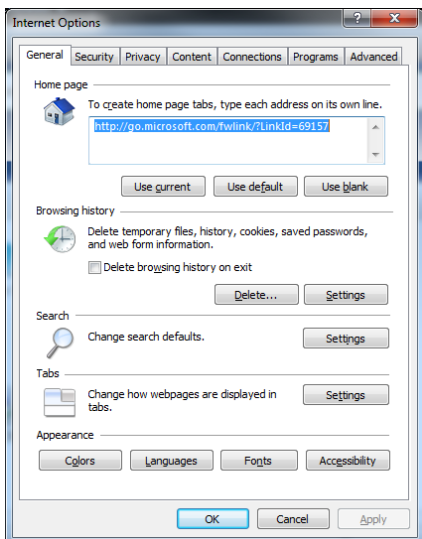 Internet Options
General Security Privacy Content Connections Programs Advanced
Home page
To create home page tabs, type each address on its own line.
http://go.microsoft.com/fwlink/?LinkId=69157
Use current Use default Use blank
Browsing history
Delete temporary files, history, cookies, saved passwords,
and web form information.
Delete browsing history on exit
Delete... Settings
Search
Change search defaults. Settings
Tabs
Change how webpages are displayed in Settings
tabs.
Appearance
Colors Languages Fonts Accessibility
OK Cancel Apply